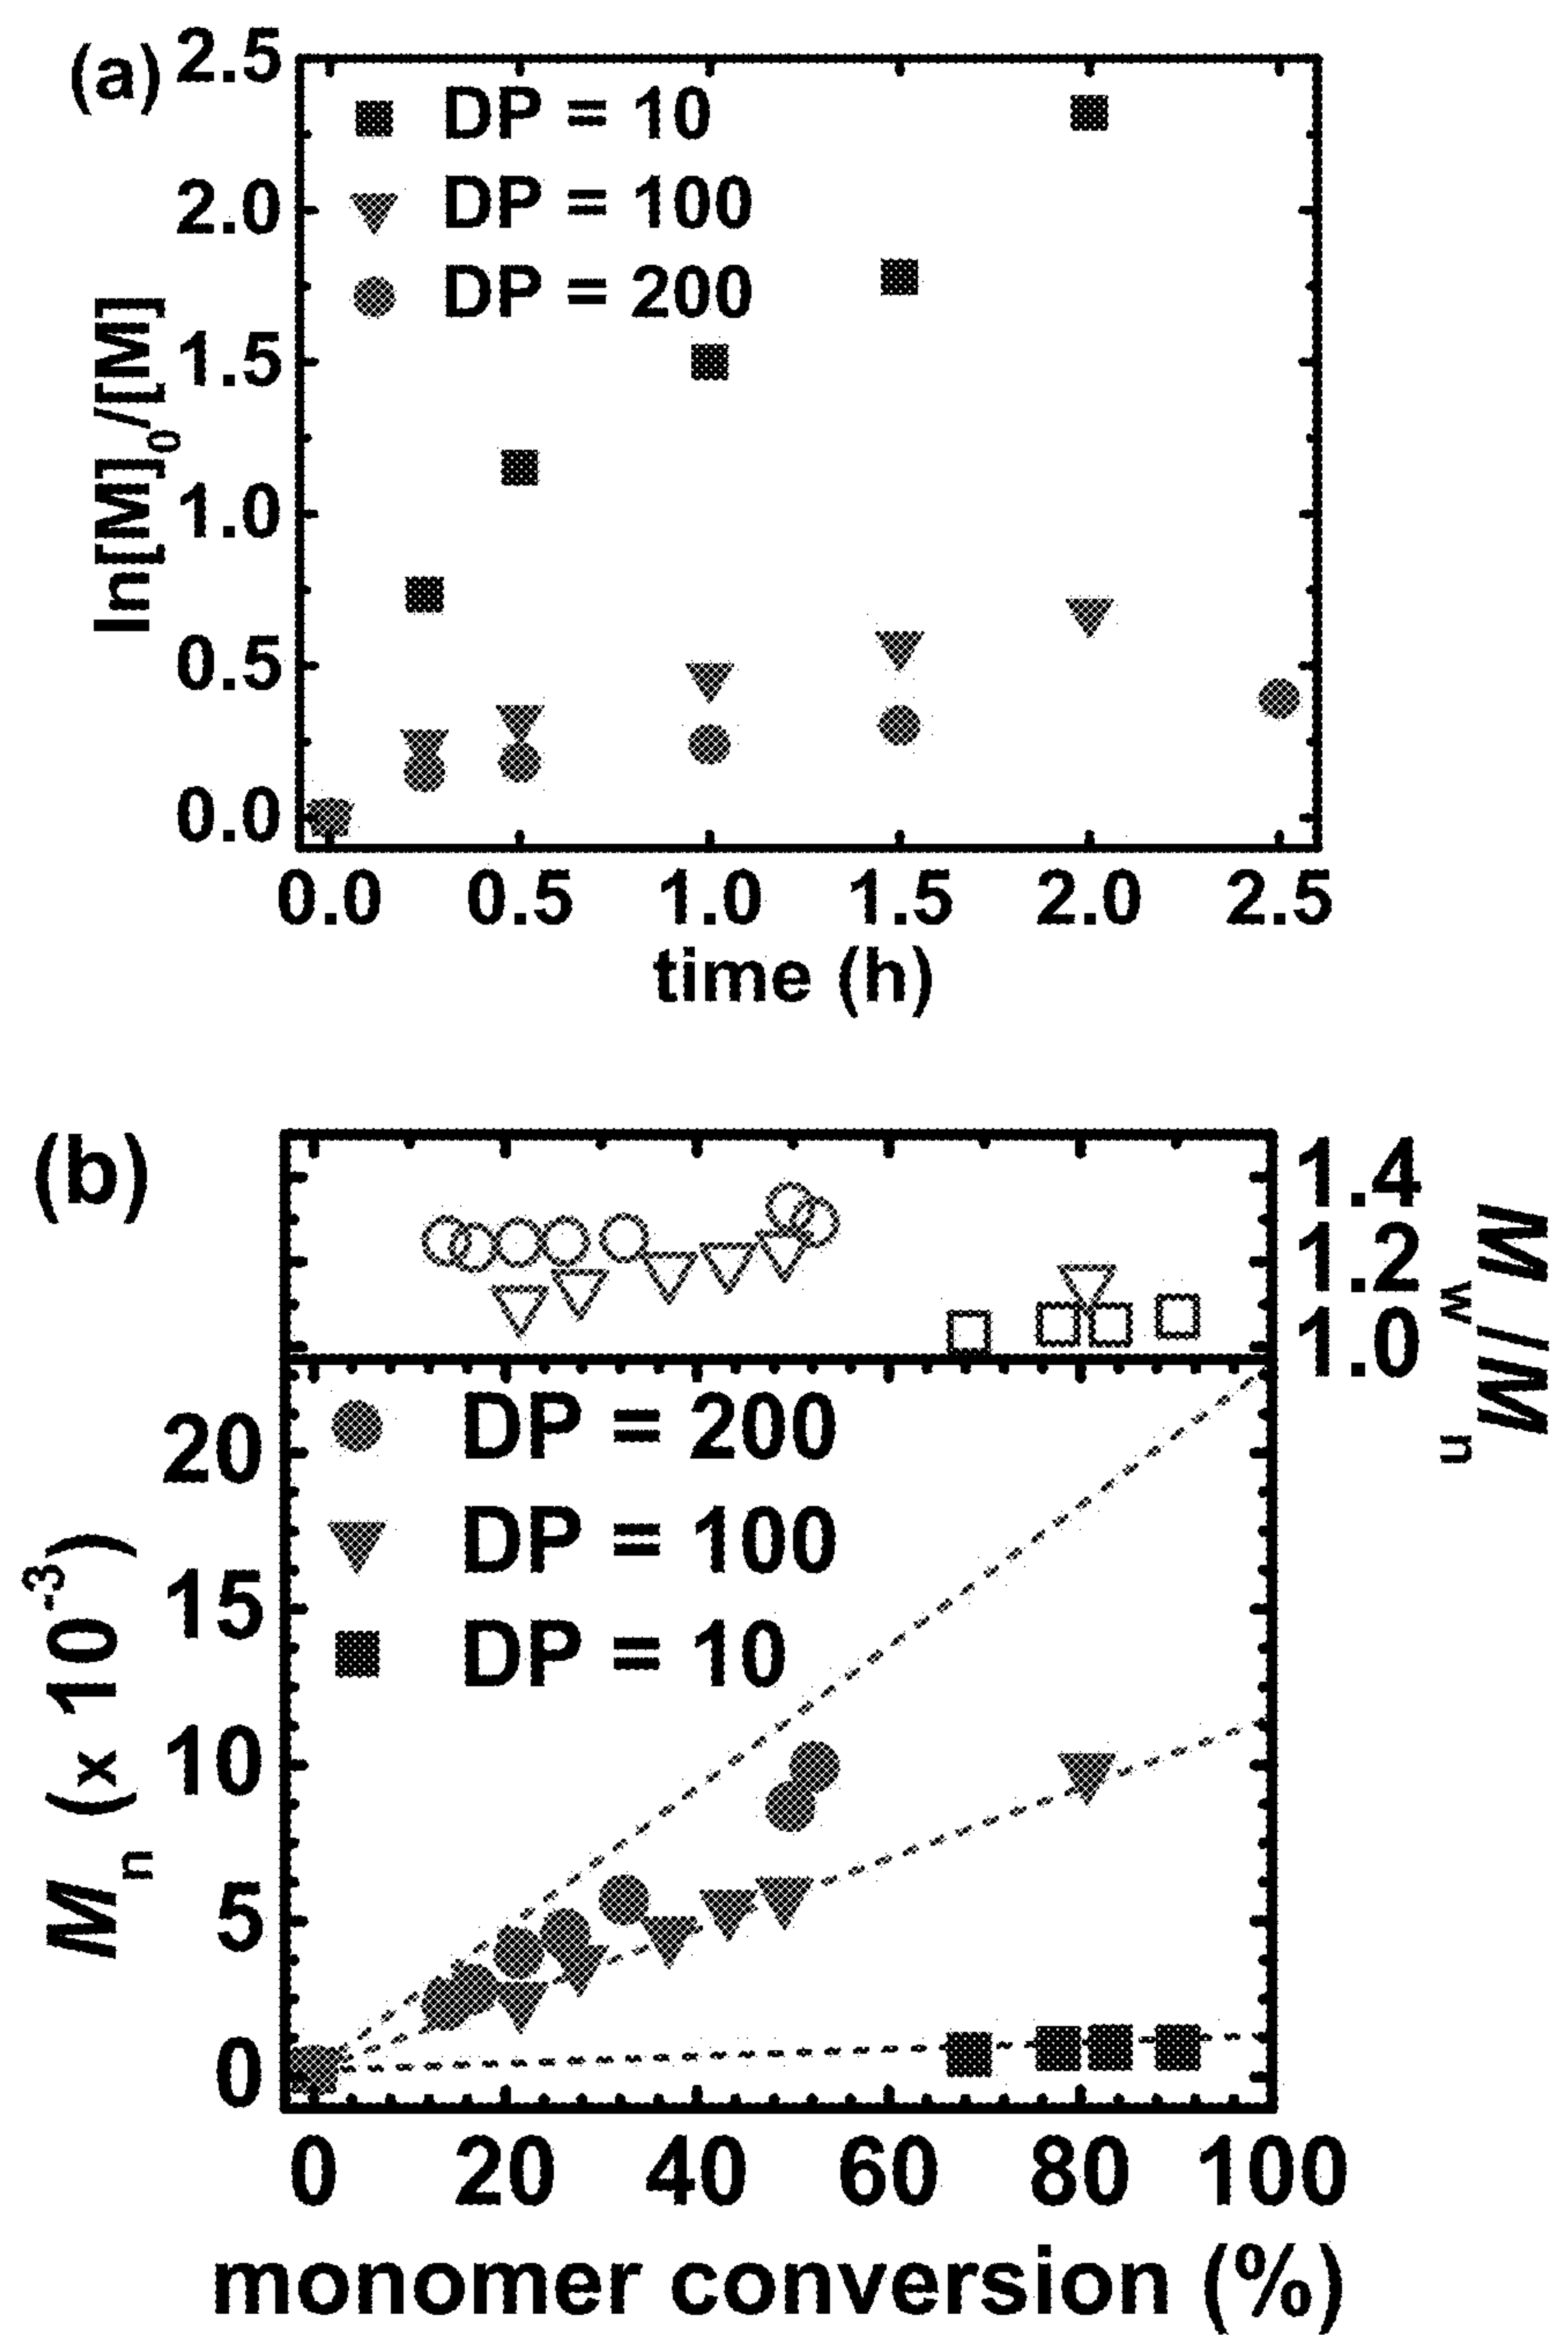 (a)
2.5
2.0
1.5
1.0
0.5
0.0
ln[M]0/[M]
DP = 10
DP = 100
DP = 200
0.0 0.5 1.0 1.5 2.0 2.5
time (h)
(b)
1.4
1.2
1.0
Mw/Mn
20
15
10
5
0
Mn (x 10-3)
DP = 200
DP = 100
DP = 10
0 20 40 60 80 100
monomer conversion (%)